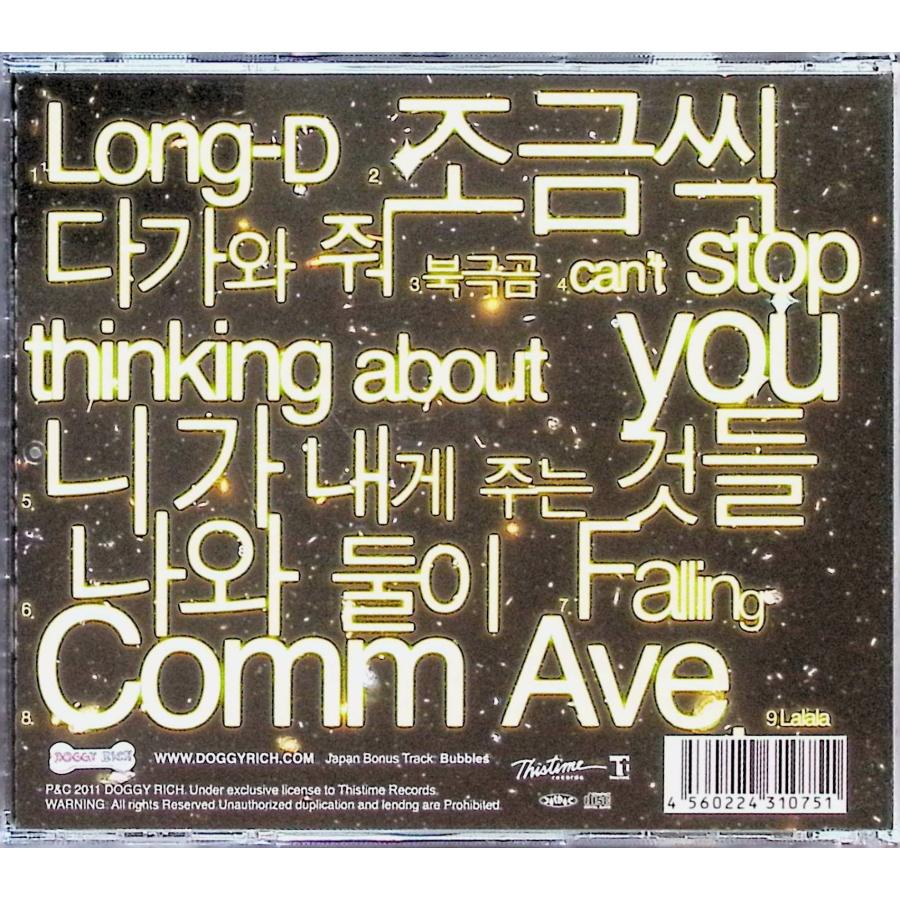 1. Long-D 2. 조금씩
다가와 줘 3 북극곰 4 can't stop
thinking about you
5. 니가 내게 주는 것들
6. 나와 둘이 7 Falling
8. Comm Ave 9 Lalala
DOGGY RICH WWW.DOGGYRICH.COM Japan Bonus Track: Bubbles Thistime records
P&C 2011 DOGGY RICH. Under exclusive license to Thistime Records.
WARNING: All rights Reserved.Unauthorized duplication and lendng are Prohibited.
4 560224 310751